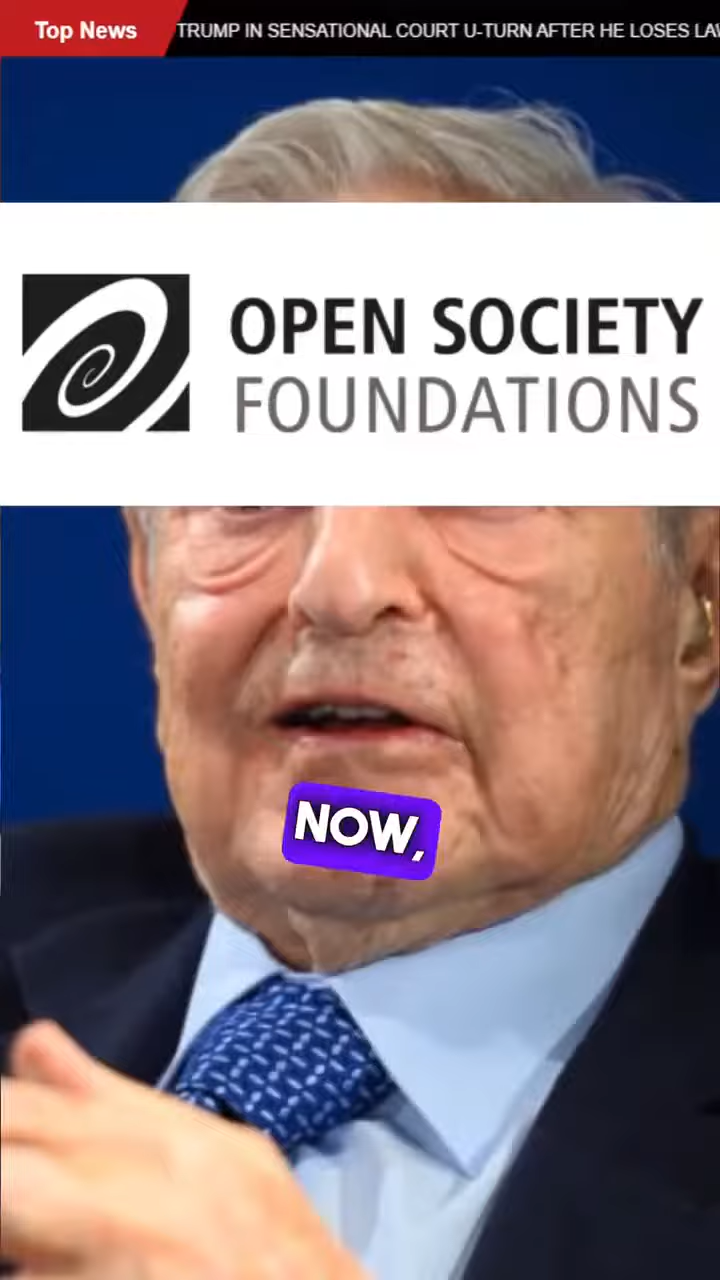 Top News
TRUMP IN SENSATIONAL COURT U-TURN AFTER HE LOSES
OPEN SOCIETY
FOUNDATIONS
NOW,